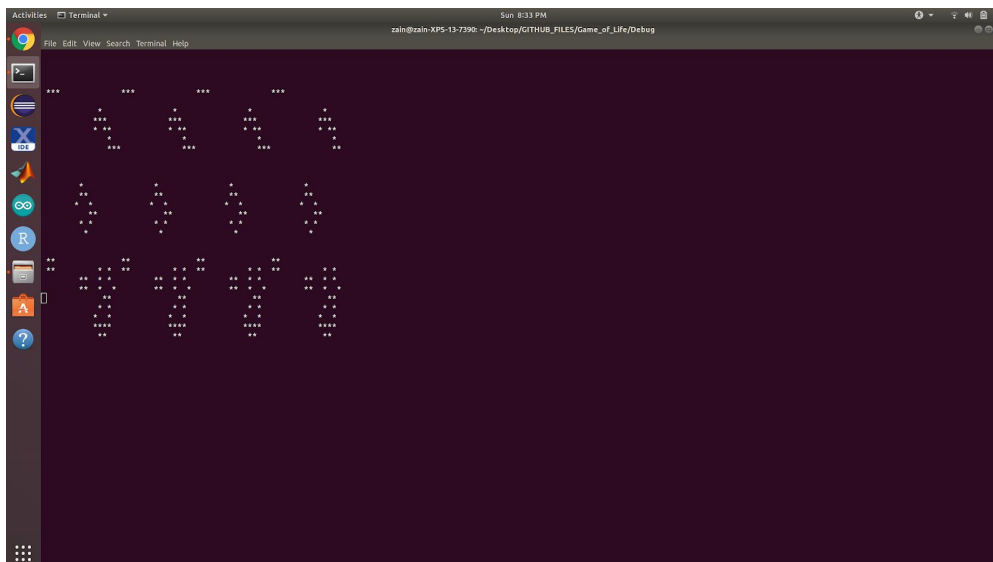 Activities Terminal Sun 8:33 PM
zain@zain-XPS-13-7390: ~/Desktop/GITHUB_FILES/Game_of_Life/Debug
File Edit View Search Terminal Help
>_
X
IDE
R
A
?